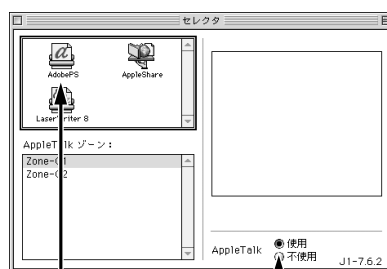 セレクタ
AdobePS
AppleShare
LaserWriter 8
AppleTalk ゾーン：
Zone-01
Zone-02
AppleTalk
使用
不使用
J1-7.6.2